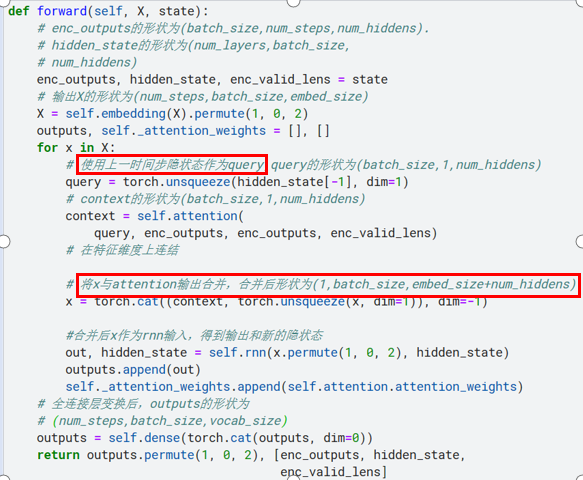 def forward(self, X, state):
    # enc_outputs的形状为(batch_size,num_steps,num_hiddens).
    # hidden_state的形状为(num_layers,batch_size,
    # num_hiddens)
    enc_outputs, hidden_state, enc_valid_lens = state
    # 输出X的形状为(num_steps,batch_size,embed_size)
    X = self.embedding(X).permute(1, 0, 2)
    outputs, self._attention_weights = [], []
    for x in X:
        # 使用上一时间步隐状态作为query query的形状为(batch_size,1,num_hiddens)
        query = torch.unsqueeze(hidden_state[-1], dim=1)
        # context的形状为(batch_size,1,num_hiddens)
        context = self.attention(
            query, enc_outputs, enc_outputs, enc_valid_lens)
        # 在特征维度上连结
        # 将x与attention输出合并，合并后形状为(1,batch_size,embed_size+num_hiddens)
        x = torch.cat((context, torch.unsqueeze(x, dim=1)), dim=-1)
        #合并后x作为rnn输入，得到输出和新的隐状态
        out, hidden_state = self.rnn(x.permute(1, 0, 2), hidden_state)
        outputs.append(out)
        self._attention_weights.append(self.attention.attention_weights)
    # 全连接层变换后，outputs的形状为
    # (num_steps,batch_size,vocab_size)
    outputs = self.dense(torch.cat(outputs, dim=0))
    return outputs.permute(1, 0, 2), [enc_outputs, hidden_state,
                                      enc_valid_lens]